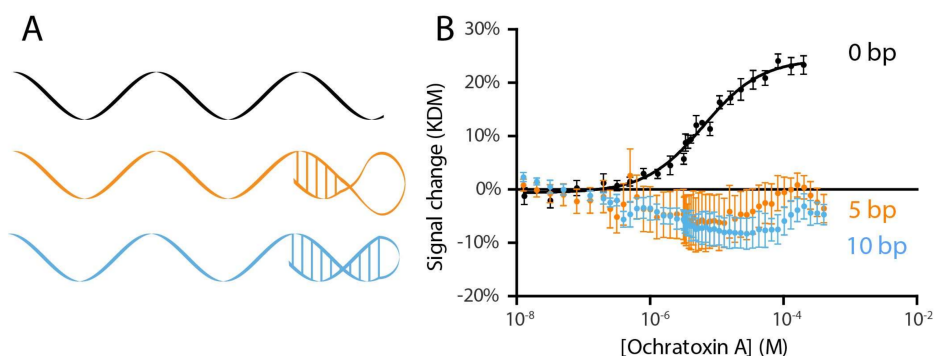 A
B
30%
20%
10%
0%
-10%
-20%
Signal change (KDM)
0 bp
5 bp
10 bp
10-8
10-6
10-4
10-2
[Ochratoxin A] (M)